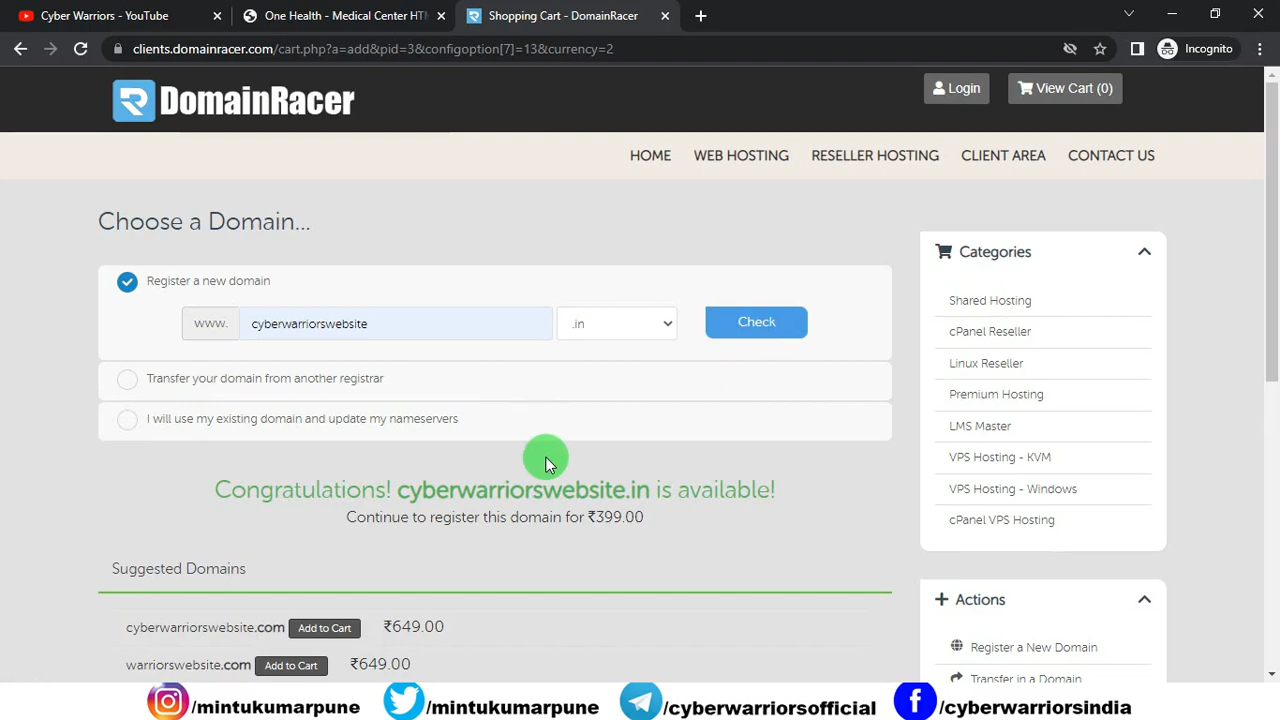 Cyber Warriors - YouTube
One Health - Medical Center HT
Shopping Cart - DomainRacer
clients.domainracer.com/cart.php?a=add&pid=3&configoption[7]=13&currency=2
Incognito
DomainRacer
Login
View Cart (0)
HOME WEB HOSTING RESELLER HOSTING CLIENT AREA CONTACT US
Choose a Domain...
Register a new domain
www. cyberwarriorswebsite .in Check
Transfer your domain from another registrar
I will use my existing domain and update my nameservers
Congratulations! cyberwarriorswebsite.in is available!
Continue to register this domain for ₹399.00
Suggested Domains
cyberwarriorswebsite.com Add to Cart ₹649.00
warriorswebsite.com Add to Cart ₹649.00
Categories
Shared Hosting
cPanel Reseller
Linux Reseller
Premium Hosting
LMS Master
VPS Hosting - KVM
VPS Hosting - Windows
cPanel VPS Hosting
Actions
Register a New Domain
Transfer in a Domain
/mintukumarpune /mintukumarpune /cyberwarriorsofficial /cyberwarriorsindia